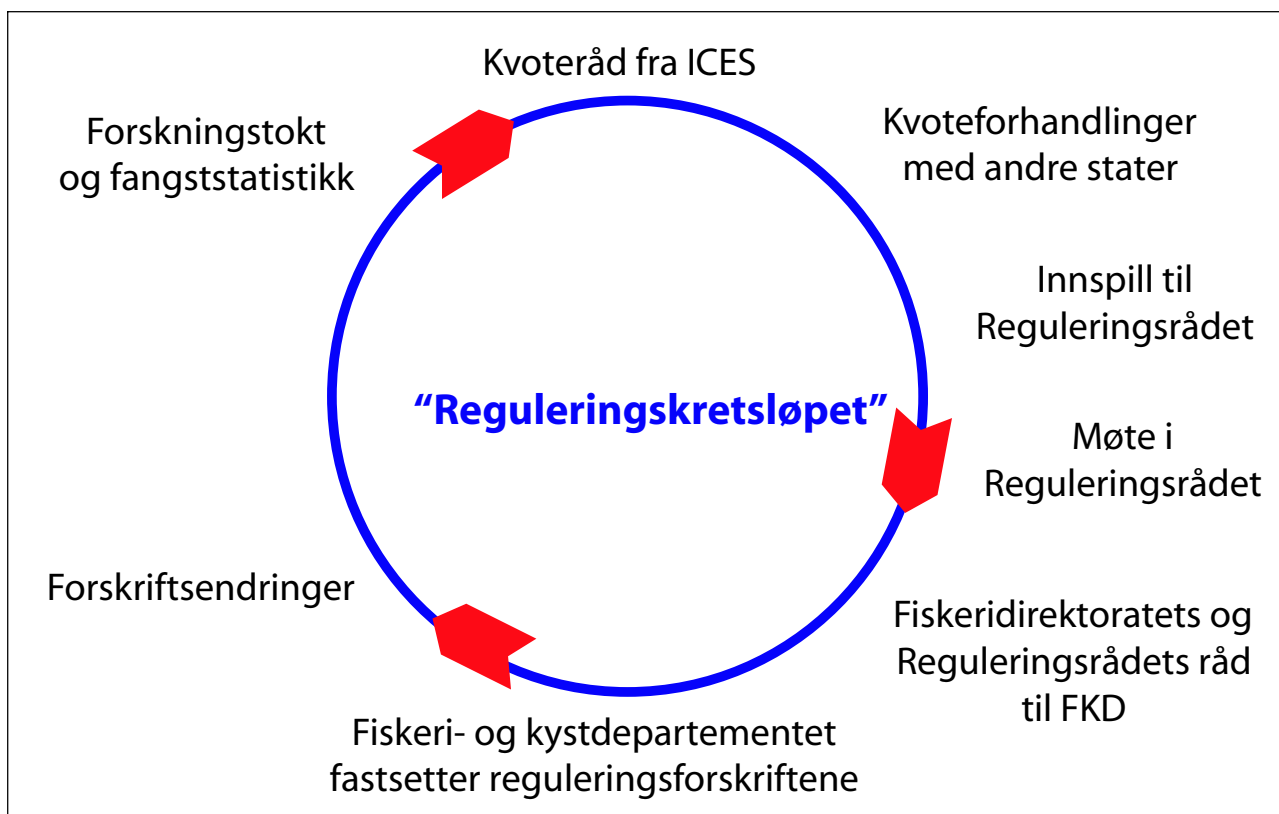 Kvoteråd fra ICES
Kvoteforhandlinger
med andre stater
Innspill til
Reguleringsrådet
Møte i
Reguleringsrådet
Fiskeridirektoratets og
Reguleringsrådets råd
til FKD
Fiskeri- og kystdepartementet
fastsetter reguleringsforskriftene
Forskriftsendringer
Forskningstokt
og fangststatistikk
“Reguleringskretsløpet”